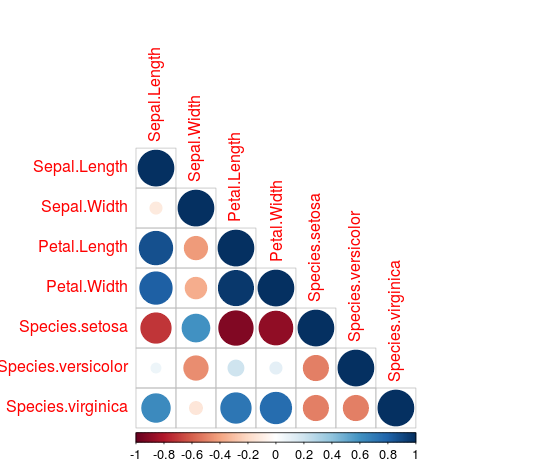 Sepal.Length
Sepal.Width
Petal.Length
Petal.Width
Species.setosa
Species.versicolor
Species.virginica
Sepal.Length
Sepal.Width
Petal.Length
Petal.Width
Species.setosa
Species.versicolor
Species.virginica
-1 -0.8 -0.6 -0.4 -0.2 0 0.2 0.4 0.6 0.8 1